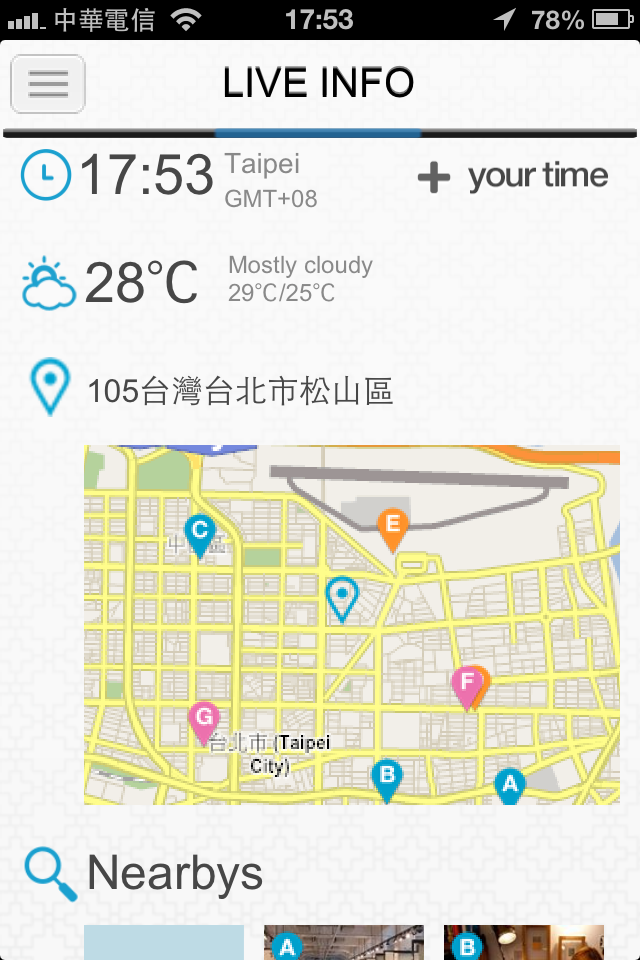 中華電信 17:53 78%
LIVE INFO
17:53 Taipei
GMT+08
+ your time
28°C Mostly cloudy
29°C/25°C
105台灣台北市松山區
E
C
F
G
台北市 (Taipei
City)
B
A
Nearbys
A B